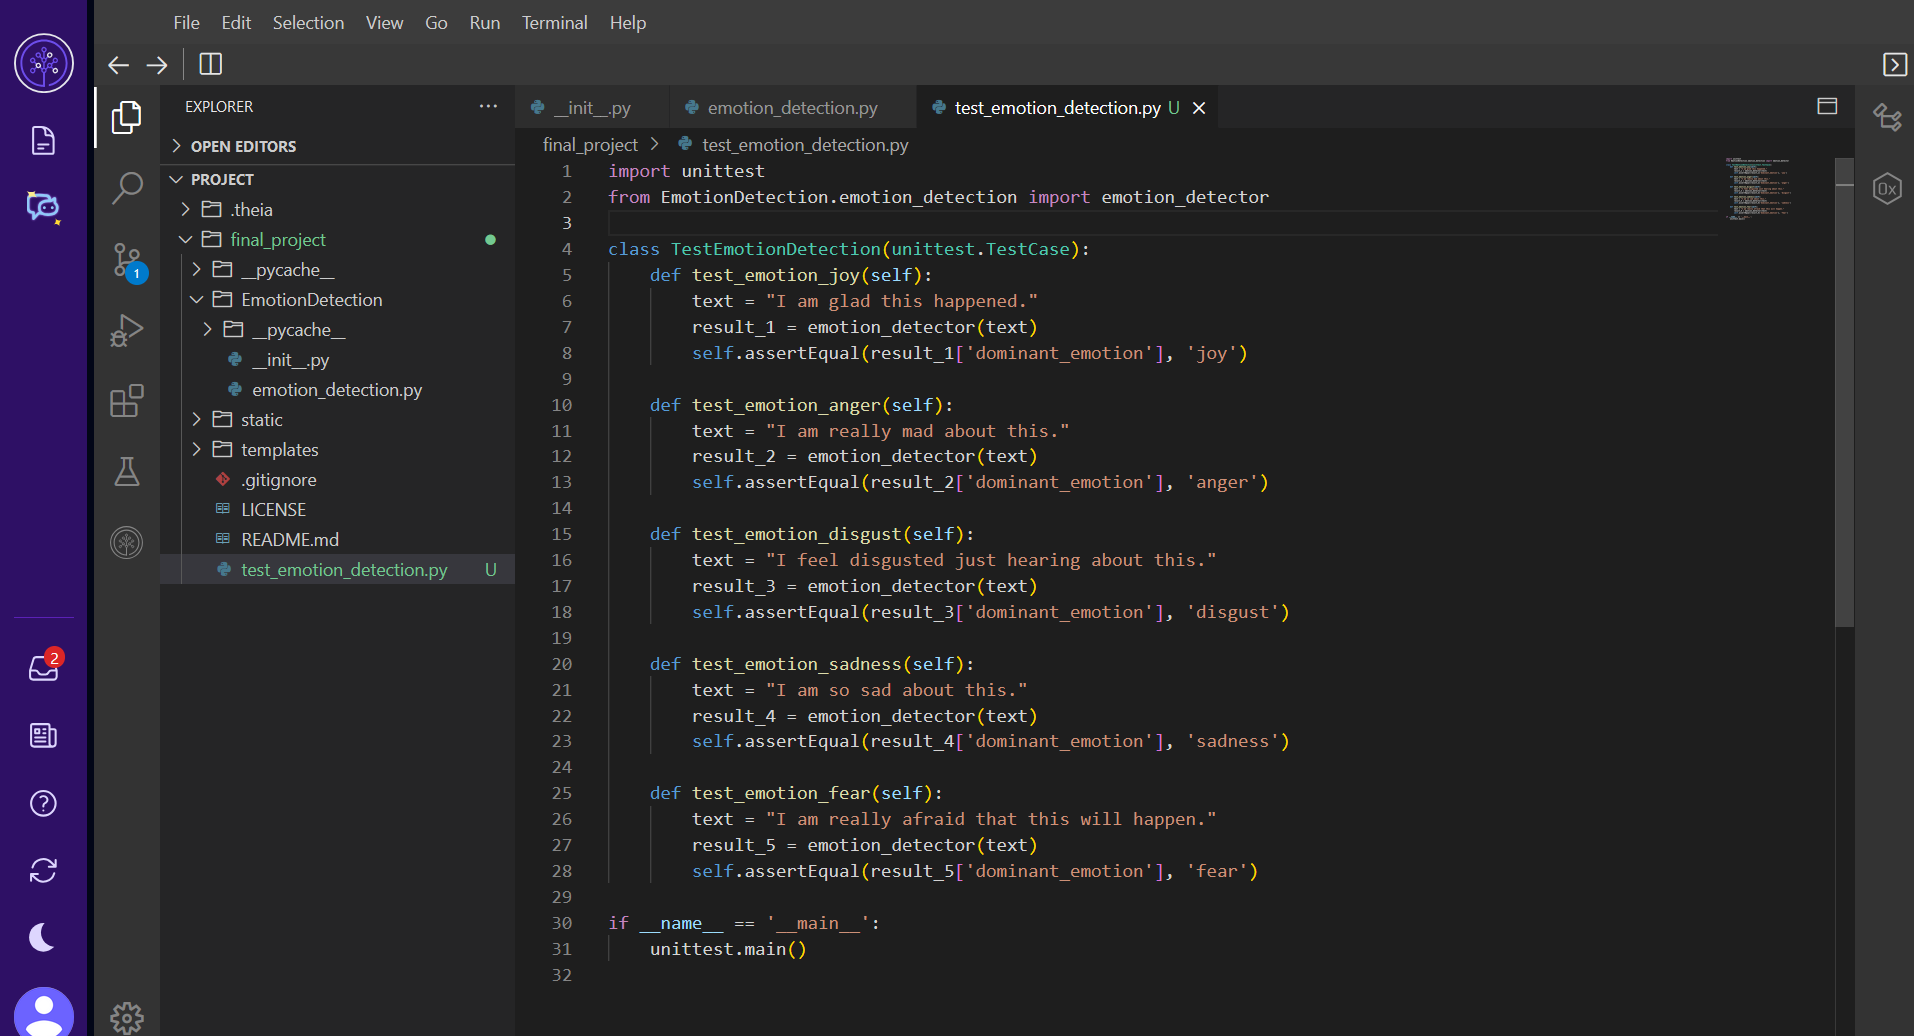 File Edit Selection View Go Run Terminal Help
EXPLORER
OPEN EDITORS
PROJECT
.theia
final_project
__pycache__
EmotionDetection
__pycache__
__init__.py
emotion_detection.py
static
templates
.gitignore
LICENSE
README.md
test_emotion_detection.py U
1
2
__init__.py emotion_detection.py test_emotion_detection.py U
final_project test_emotion_detection.py
1 import unittest
2 from EmotionDetection.emotion_detection import emotion_detector
3
4 class TestEmotionDetection(unittest.TestCase):
5     def test_emotion_joy(self):
6         text = "I am glad this happened."
7         result_1 = emotion_detector(text)
8         self.assertEqual(result_1['dominant_emotion'], 'joy')
9
10     def test_emotion_anger(self):
11         text = "I am really mad about this."
12         result_2 = emotion_detector(text)
13         self.assertEqual(result_2['dominant_emotion'], 'anger')
14
15     def test_emotion_disgust(self):
16         text = "I feel disgusted just hearing about this."
17         result_3 = emotion_detector(text)
18         self.assertEqual(result_3['dominant_emotion'], 'disgust')
19
20     def test_emotion_sadness(self):
21         text = "I am so sad about this."
22         result_4 = emotion_detector(text)
23         self.assertEqual(result_4['dominant_emotion'], 'sadness')
24
25     def test_emotion_fear(self):
26         text = "I am really afraid that this will happen."
27         result_5 = emotion_detector(text)
28         self.assertEqual(result_5['dominant_emotion'], 'fear')
29
30 if __name__ == '__main__':
31     unittest.main()
32
0x